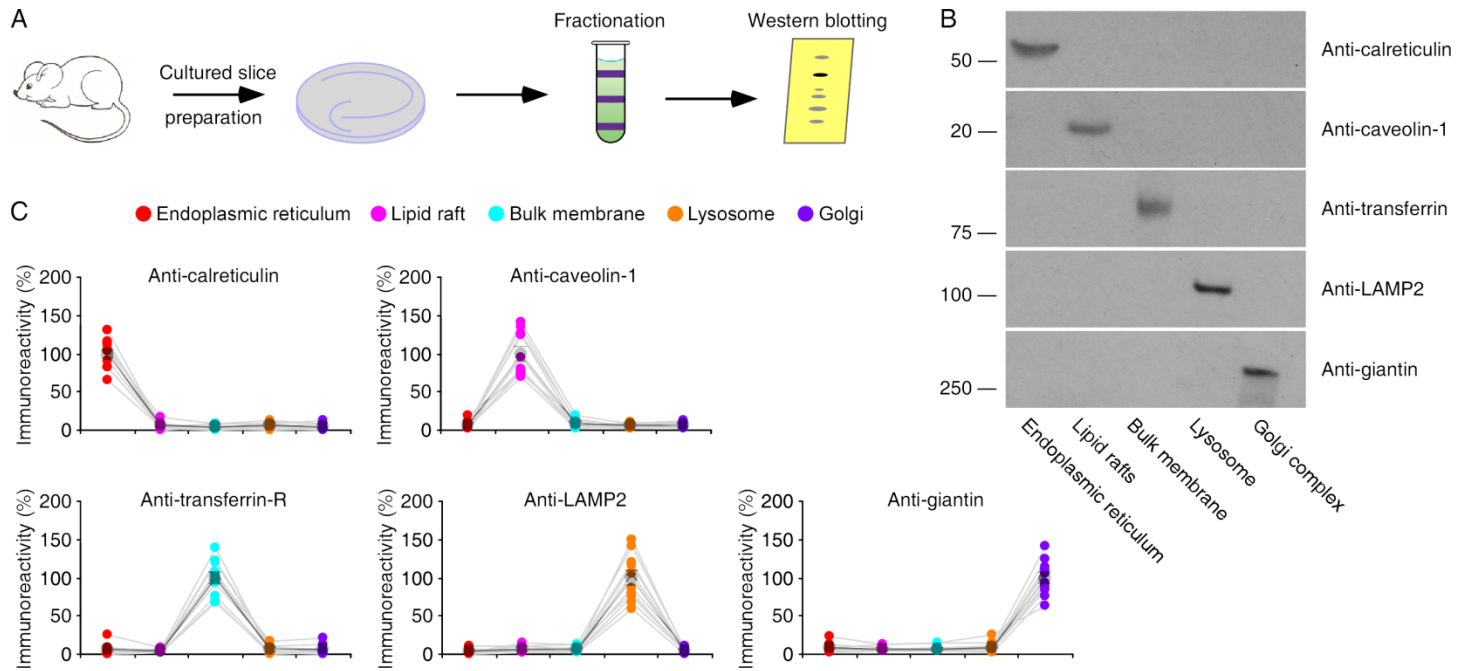 A
Cultured slice
preparation
Fractionation
Western blotting
B
50
Anti-calreticulin
20
Anti-caveolin-1
75
Anti-transferrin
100
Anti-LAMP2
250
Anti-giantin
Endoplasmic reticulum
Lipid rafts
Bulk membrane
Lysosome
Golgi complex
C
Endoplasmic reticulum Lipid raft Bulk membrane Lysosome Golgi
Anti-calreticulin
Immunoreactivity (%)
200
150
100
50
0
Anti-caveolin-1
Immunoreactivity (%)
200
150
100
50
0
Anti-transferrin-R
Immunoreactivity (%)
200
150
100
50
0
Anti-LAMP2
Immunoreactivity (%)
200
150
100
50
0
Anti-giantin
Immunoreactivity (%)
200
150
100
50
0